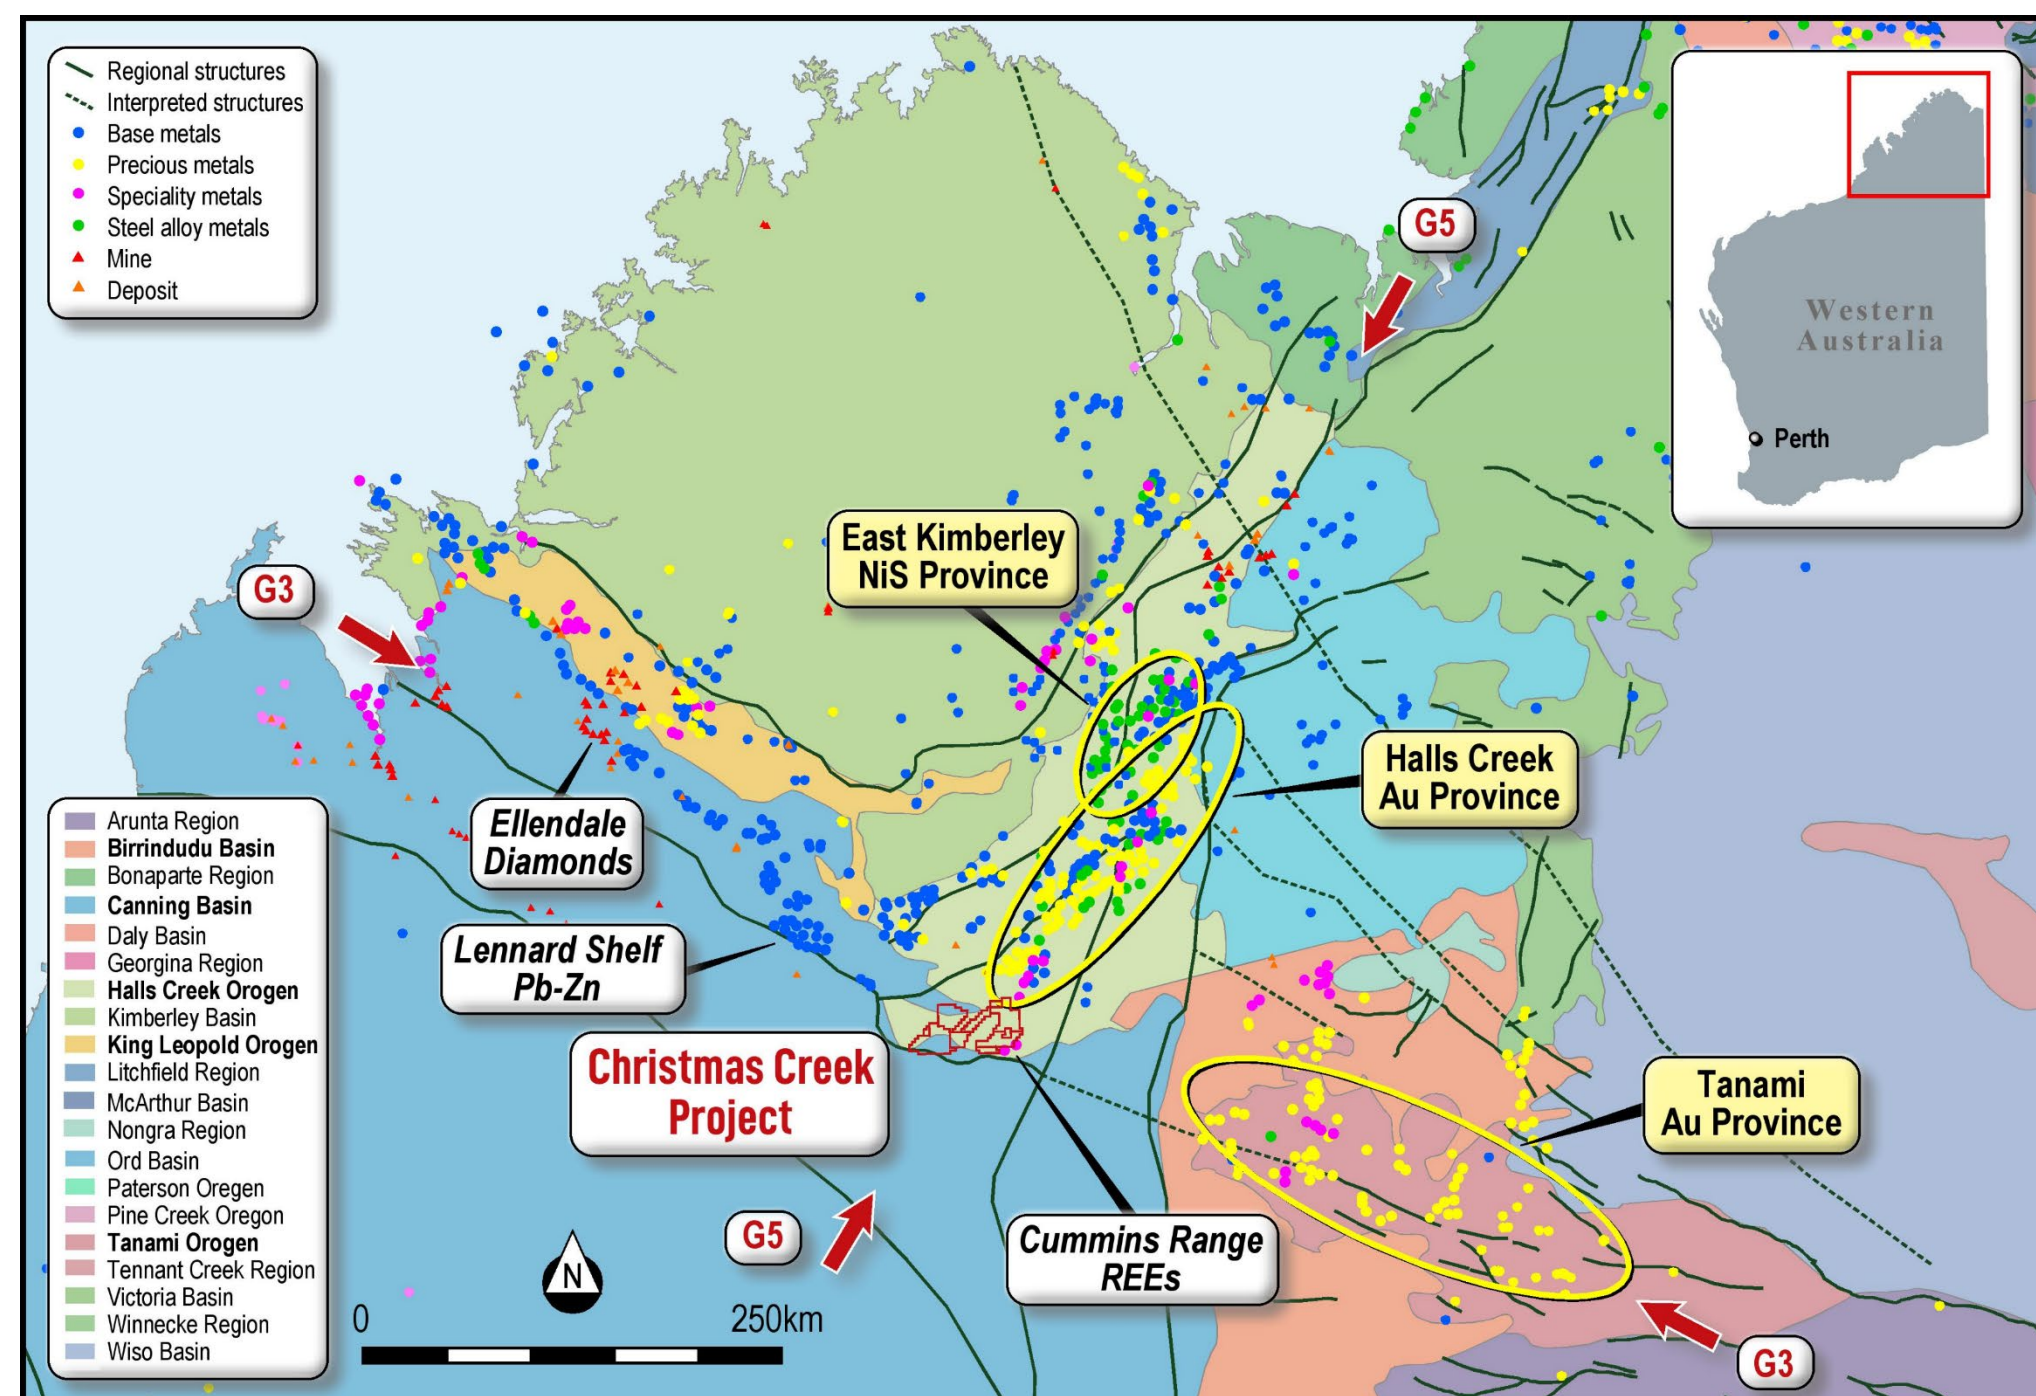 Regional structures
Interpreted structures
Base metals
Precious metals
Speciality metals
Steel alloy metals
Mine
Deposit
G5
Western
Australia
Perth
East Kimberley
NiS Province
G3
Halls Creek
Au Province
Ellendale
Diamonds
Lennard Shelf
Pb-Zn
Christmas Creek
Project
Tanami
Au Province
G5
Cummins Range
REEs
G3
N
0
250km
Arunta Region
Birrindudu Basin
Bonaparte Region
Canning Basin
Daly Basin
Georgina Region
Halls Creek Orogen
Kimberley Basin
King Leopold Orogen
Litchfield Region
McArthur Basin
Nongra Region
Ord Basin
Paterson Oregen
Pine Creek Oregon
Tanami Orogen
Tennant Creek Region
Victoria Basin
Winnecke Region
Wiso Basin